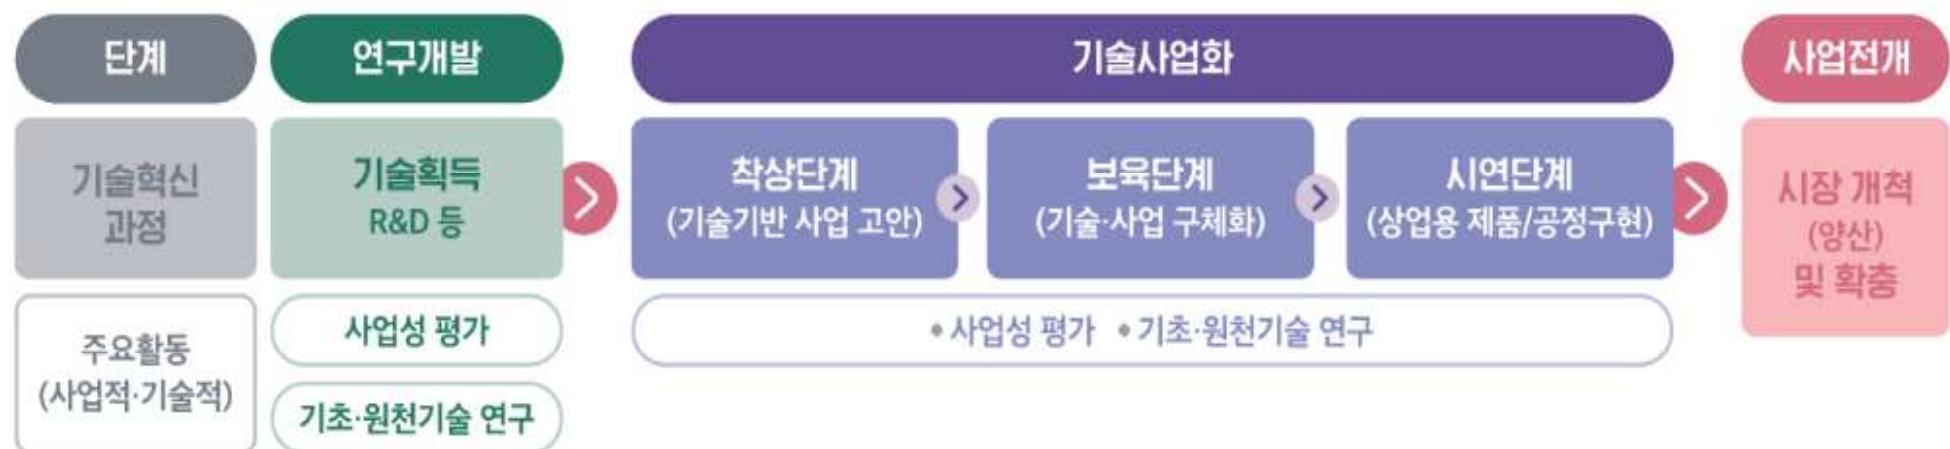 단계
연구개발
기술사업화
사업전개
기술혁신
과정
기술획득
R&D 등
착상단계
(기술기반 사업 고안)
보육단계
(기술·사업 구체화)
시연단계
(상업용 제품/공정구현)
시장 개척
(양산)
및 확충
주요활동
(사업적·기술적)
사업성 평가
기초·원천기술 연구
• 사업성 평가 • 기초·원천기술 연구